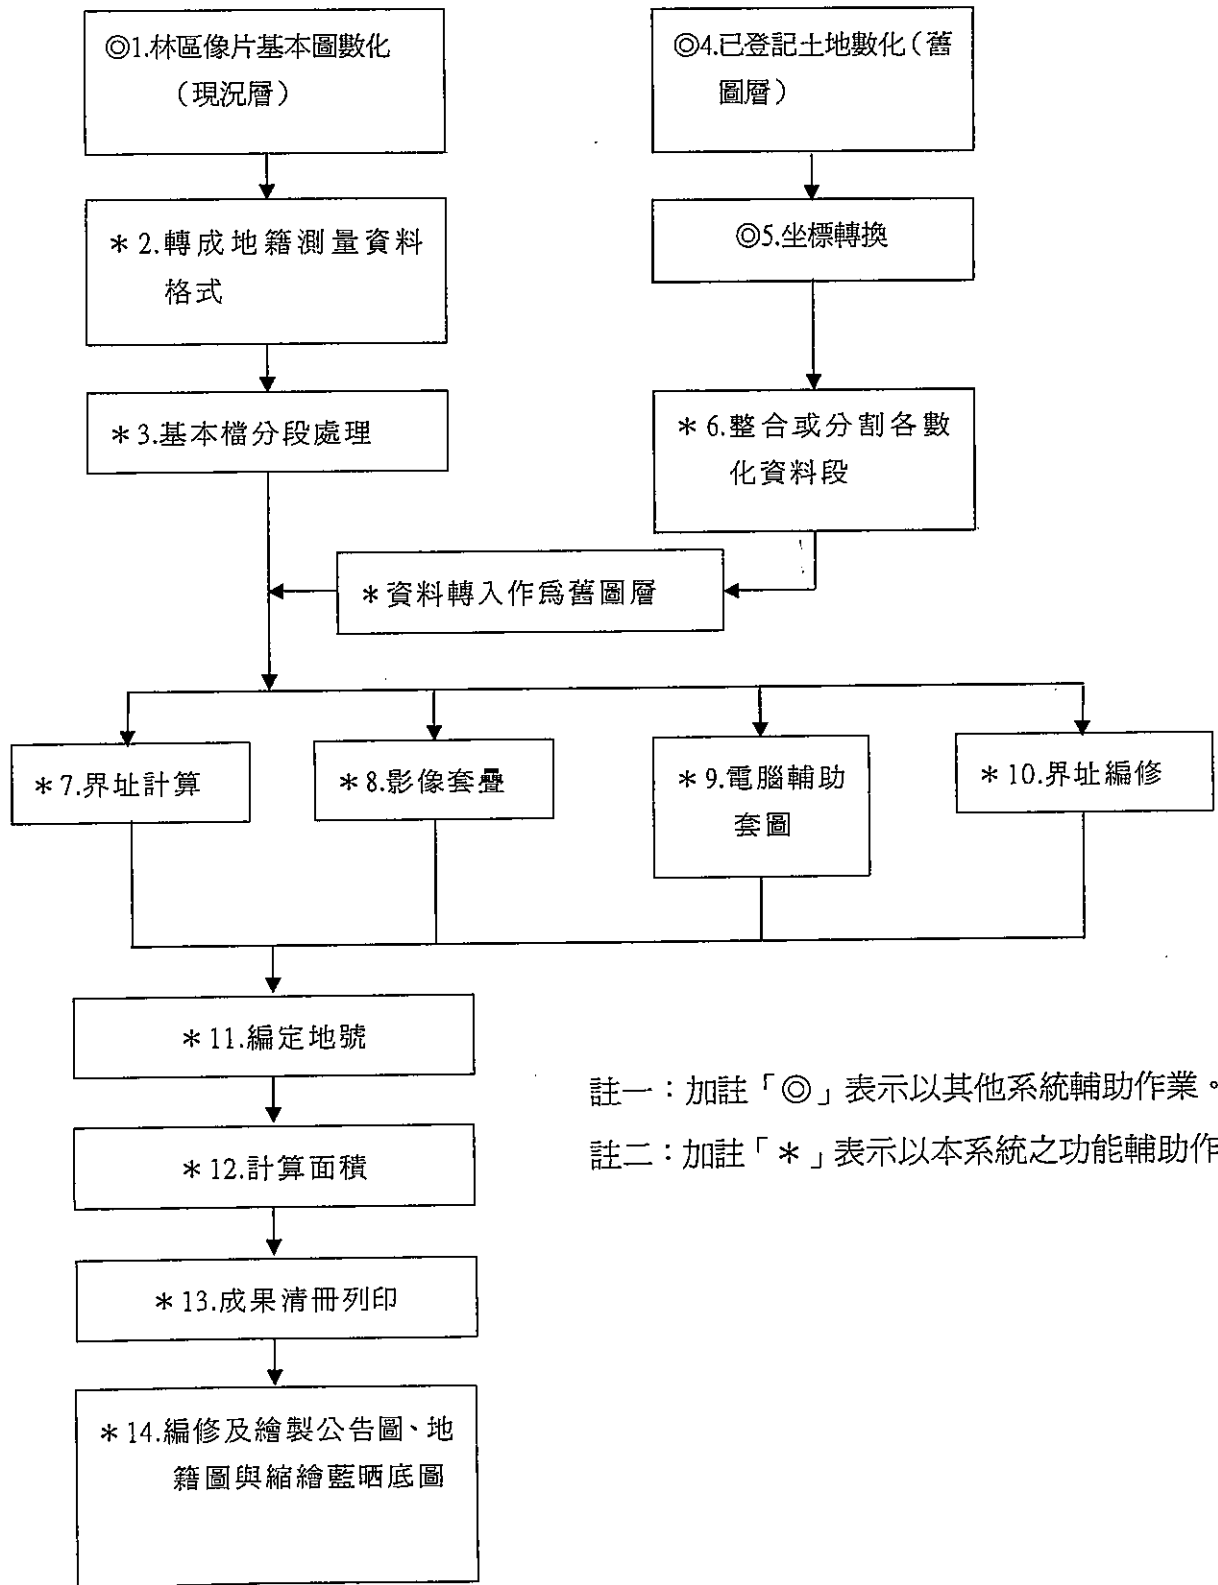 ◎1.林區像片基本圖數化
（現況層）
＊2.轉成地籍測量資料
格式
＊3.基本檔分段處理
◎4.已登記土地數化（舊
圖層）
◎5.坐標轉換
＊6.整合或分割各數
化資料段
＊資料轉入作為舊圖層
＊7.界址計算
＊8.影像套疊
＊9.電腦輔助
套圖
＊10.界址編修
＊11.編定地號
＊12.計算面積
＊13.成果清冊列印
＊14.編修及繪製公告圖、地
籍圖與縮繪藍晒底圖
註一：加註「◎」表示以其他系統輔助作業。
註二：加註「＊」表示以本系統之功能輔助作